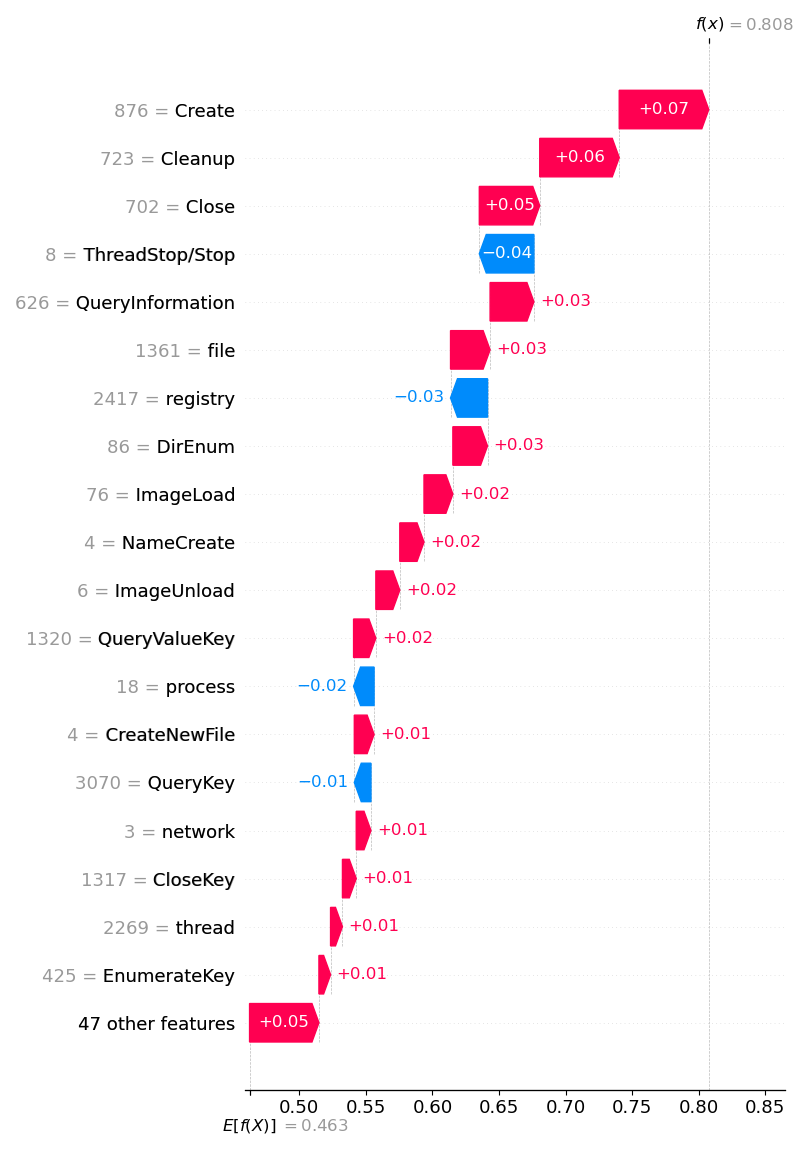 f(x) = 0.808
876 = Create +0.07
723 = Cleanup +0.06
702 = Close +0.05
8 = ThreadStop/Stop −0.04
626 = QueryInformation +0.03
1361 = file +0.03
2417 = registry −0.03
86 = DirEnum +0.03
76 = ImageLoad +0.02
4 = NameCreate +0.02
6 = ImageUnload +0.02
1320 = QueryValueKey +0.02
18 = process −0.02
4 = CreateNewFile +0.01
3070 = QueryKey −0.01
3 = network +0.01
1317 = CloseKey +0.01
2269 = thread +0.01
425 = EnumerateKey +0.01
47 other features +0.05
0.50 0.55 0.60 0.65 0.70 0.75 0.80 0.85
E[f(X)] = 0.463